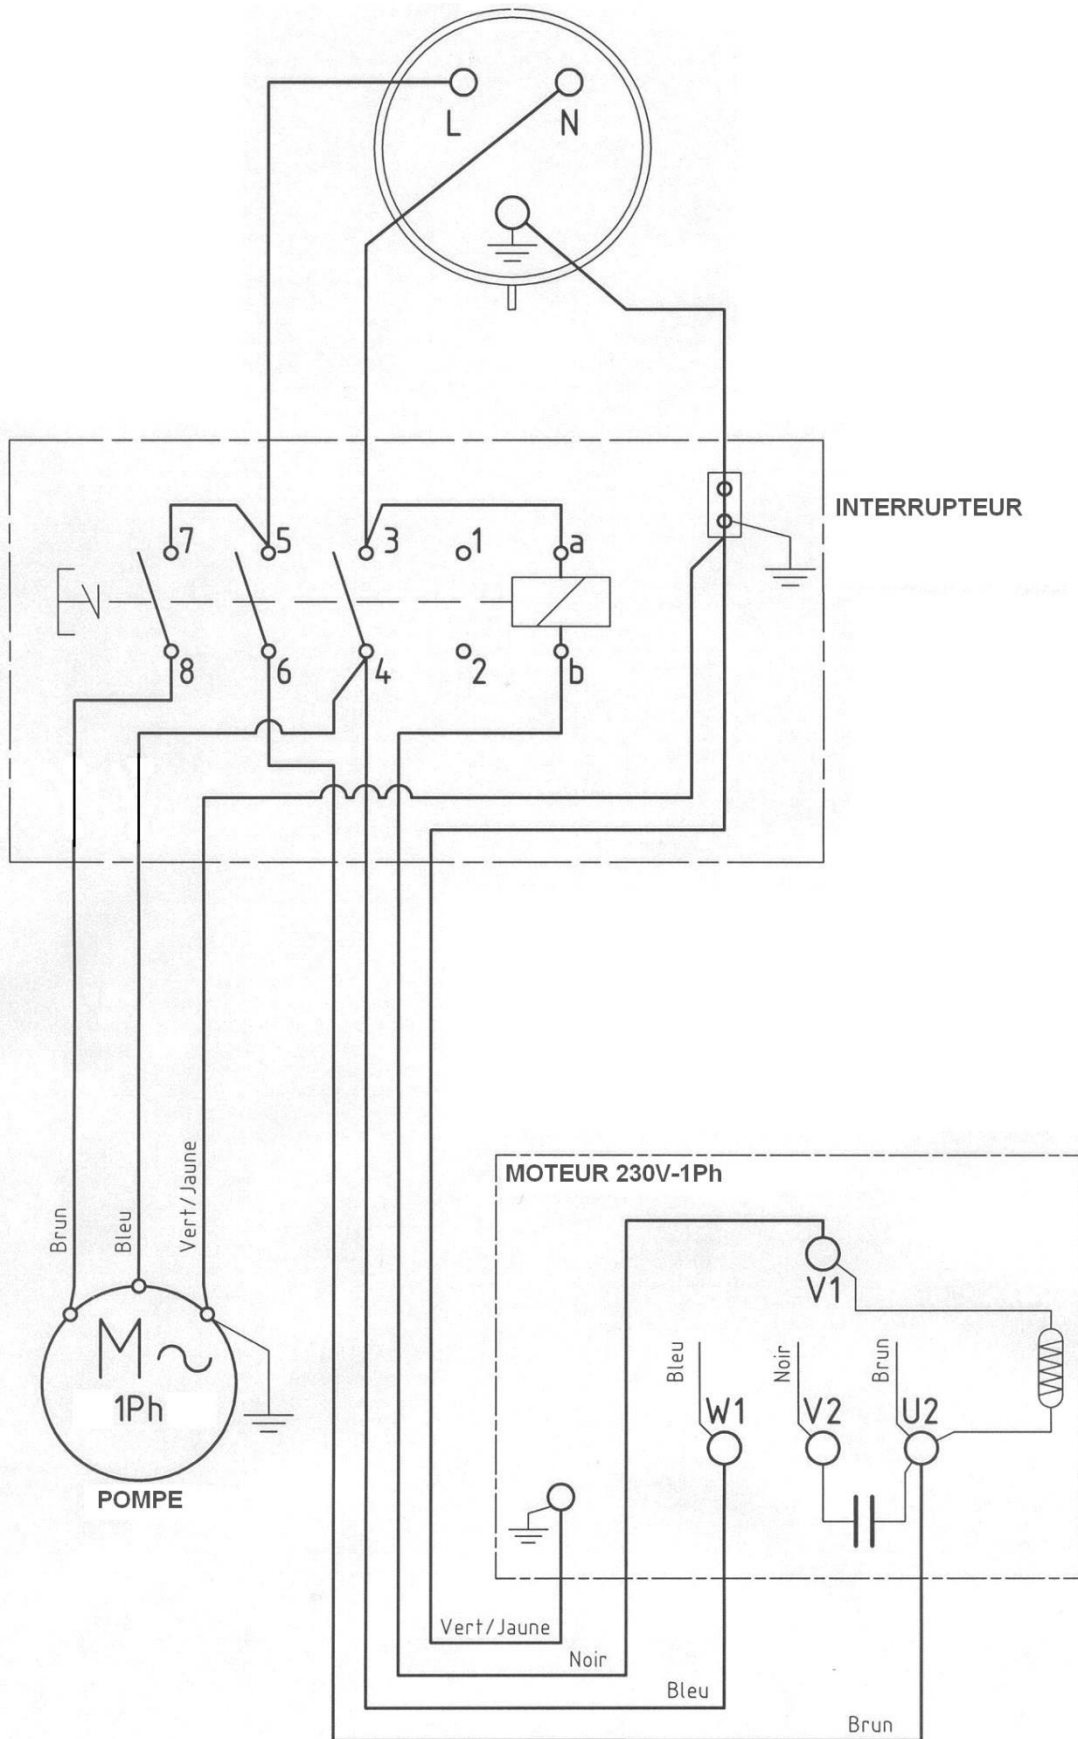 L
N
INTERRUPTEUR
7
5
3
1
a
8
6
4
2
b
Brun
Bleu
Vert/Jaune
M
1Ph
POMPE
MOTEUR 230V-1Ph
V1
Bleu
Noir
Brun
W1
V2
U2
Vert/Jaune
Noir
Bleu
Brun